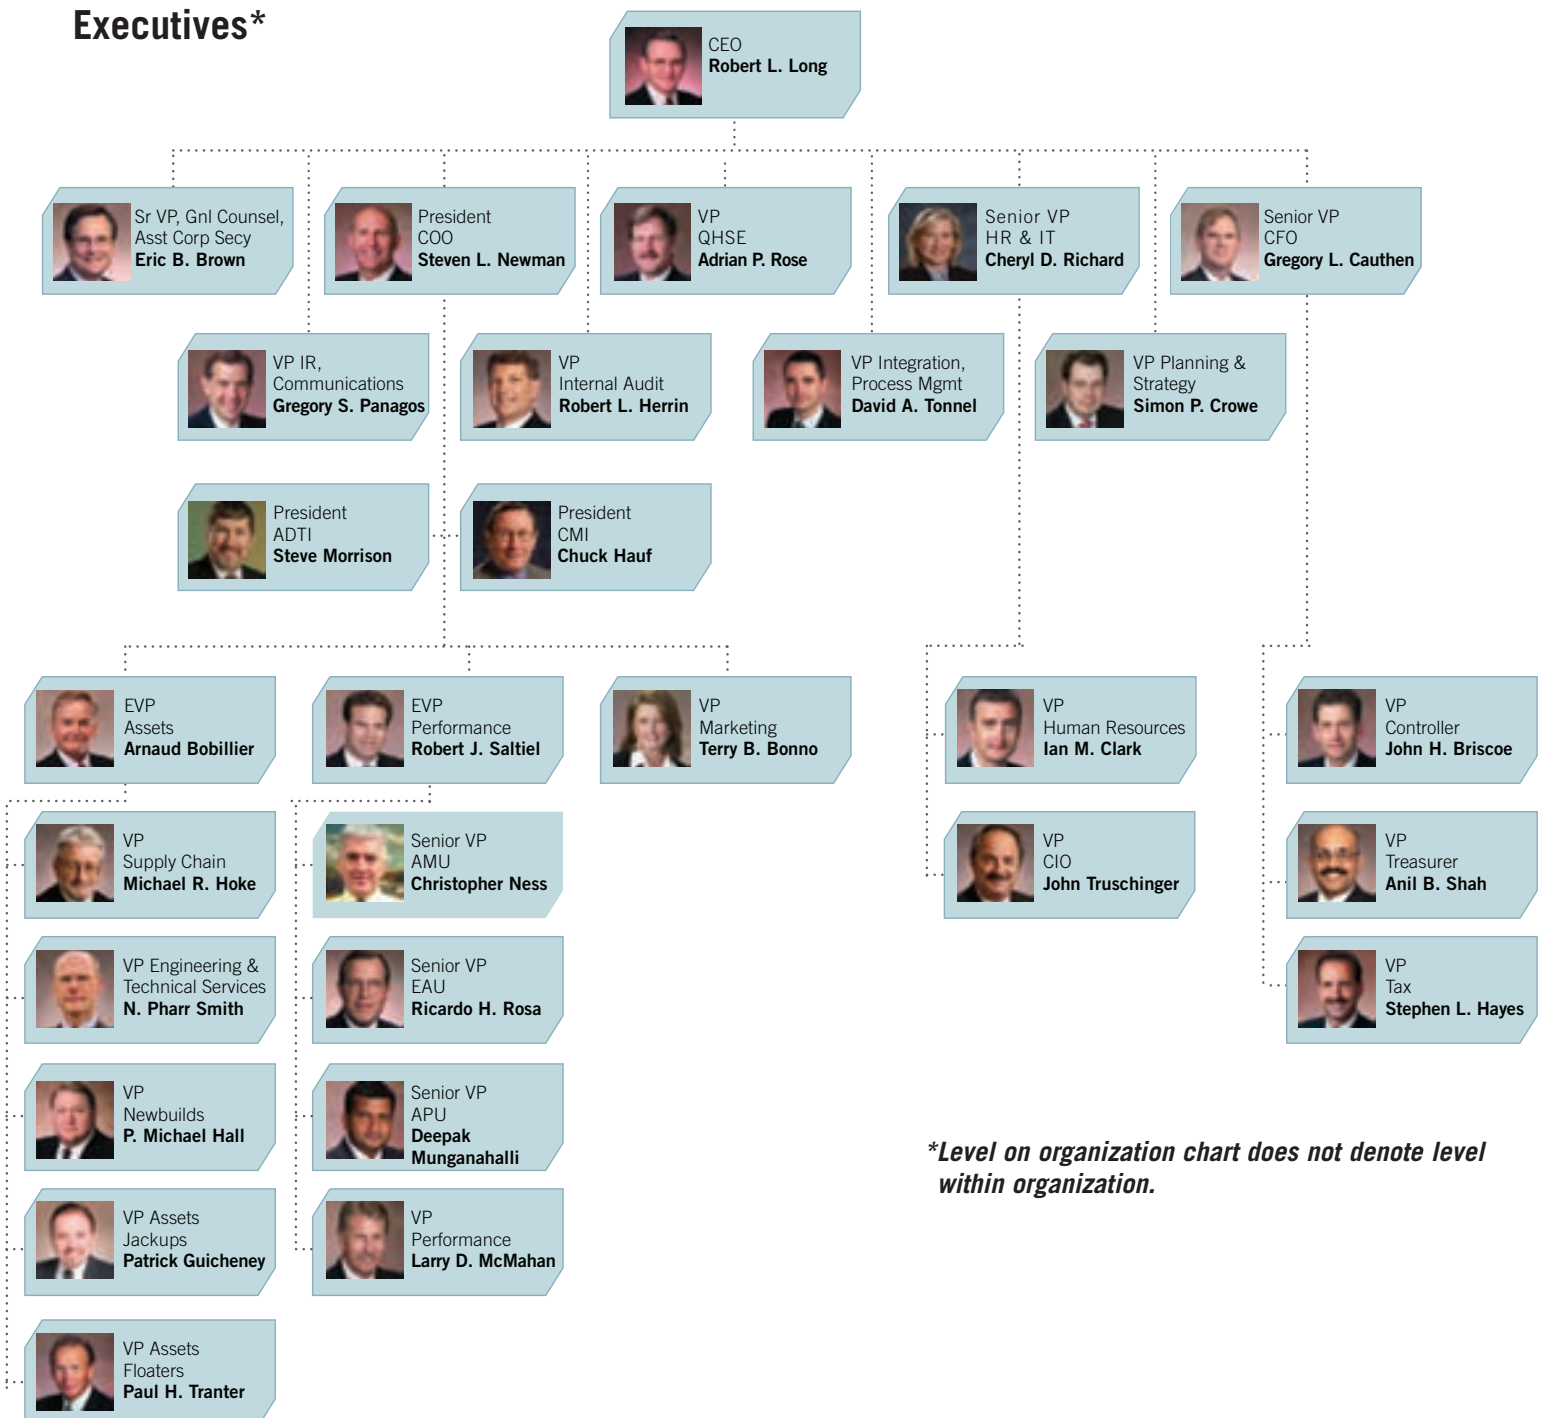 Executives*
CEO
Robert L. Long
Sr VP, Gnl Counsel,
Asst Corp Secy
Eric B. Brown
President
COO
Steven L. Newman
VP
QHSE
Adrian P. Rose
Senior VP
HR & IT
Cheryl D. Richard
Senior VP
CFO
Gregory L. Cauthen
VP IR,
Communications
Gregory S. Panagos
VP
Internal Audit
Robert L. Herrin
VP Integration,
Process Mgmt
David A. Tonnel
VP Planning &
Strategy
Simon P. Crowe
President
ADTI
Steve Morrison
President
CMI
Chuck Hauf
EVP
Assets
Arnaud Bobillier
EVP
Performance
Robert J. Saltiel
VP
Marketing
Terry B. Bonno
VP
Human Resources
Ian M. Clark
VP
Controller
John H. Briscoe
VP
Supply Chain
Michael R. Hoke
Senior VP
AMU
Christopher Ness
VP
CIO
John Truschinger
VP
Treasurer
Anil B. Shah
VP Engineering &
Technical Services
N. Pharr Smith
Senior VP
EAU
Ricardo H. Rosa
VP
Tax
Stephen L. Hayes
VP
Newbuilds
P. Michael Hall
Senior VP
APU
Deepak
Munganahalli
*Level on organization chart does not denote level
within organization.
VP Assets
Jackups
Patrick Guicheney
VP
Performance
Larry D. McMahan
VP Assets
Floaters
Paul H. Tranter